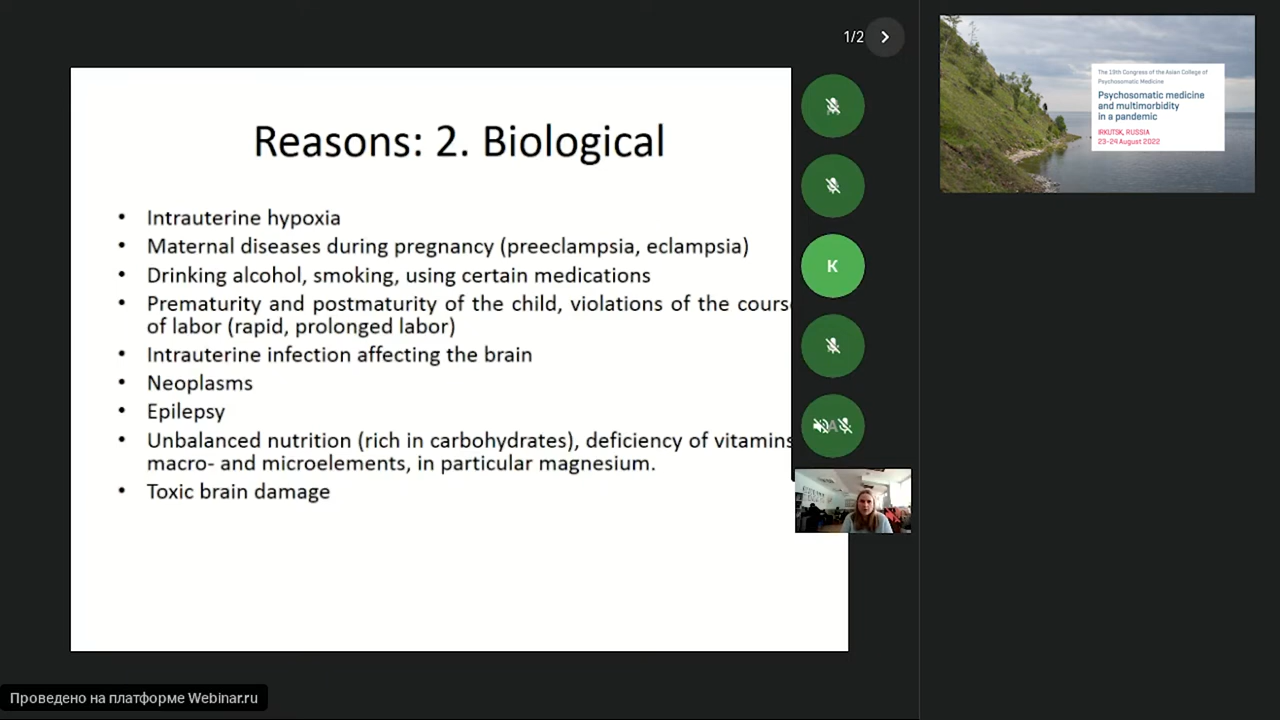 Reasons: 2. Biological
• Intrauterine hypoxia
• Maternal diseases during pregnancy (preeclampsia, eclampsia)
• Drinking alcohol, smoking, using certain medications
• Prematurity and postmaturity of the child, violations of the cours
of labor (rapid, prolonged labor)
• Intrauterine infection affecting the brain
• Neoplasms
• Epilepsy
• Unbalanced nutrition (rich in carbohydrates), deficiency of vitamins
macro- and microelements, in particular magnesium.
• Toxic brain damage
1/2
K
A
The 19th Congress of the Asian College of
Psychosomatic Medicine
Psychosomatic medicine
and multimorbidity
in a pandemic
IRKUTSK, RUSSIA
23-24 August 2022
Проведено на платформе Webinar.ru